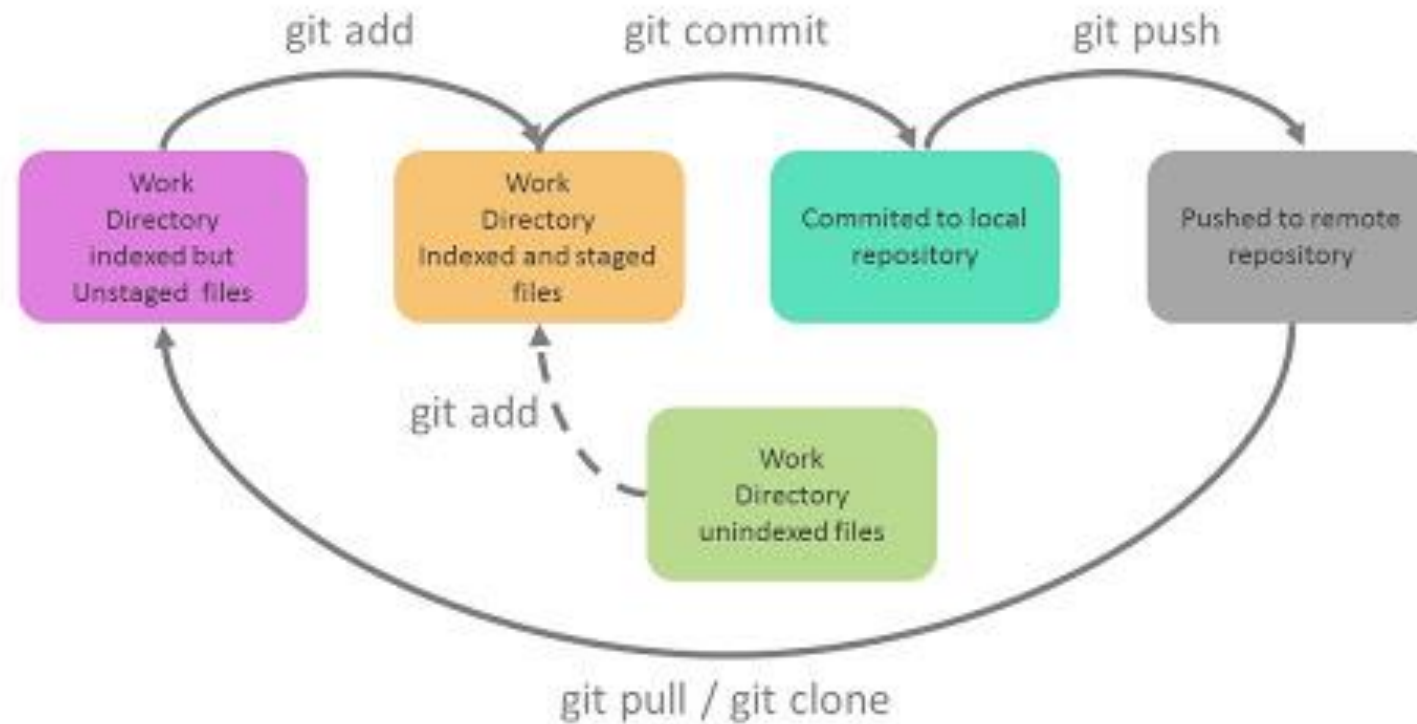 git add
git commit
git push
Work
Directory
indexed but
Unstaged files
Work
Directory
Indexed and staged
files
Commited to local
repository
Pushed to remote
repository
git add
Work
Directory
unindexed files
git pull / git clone